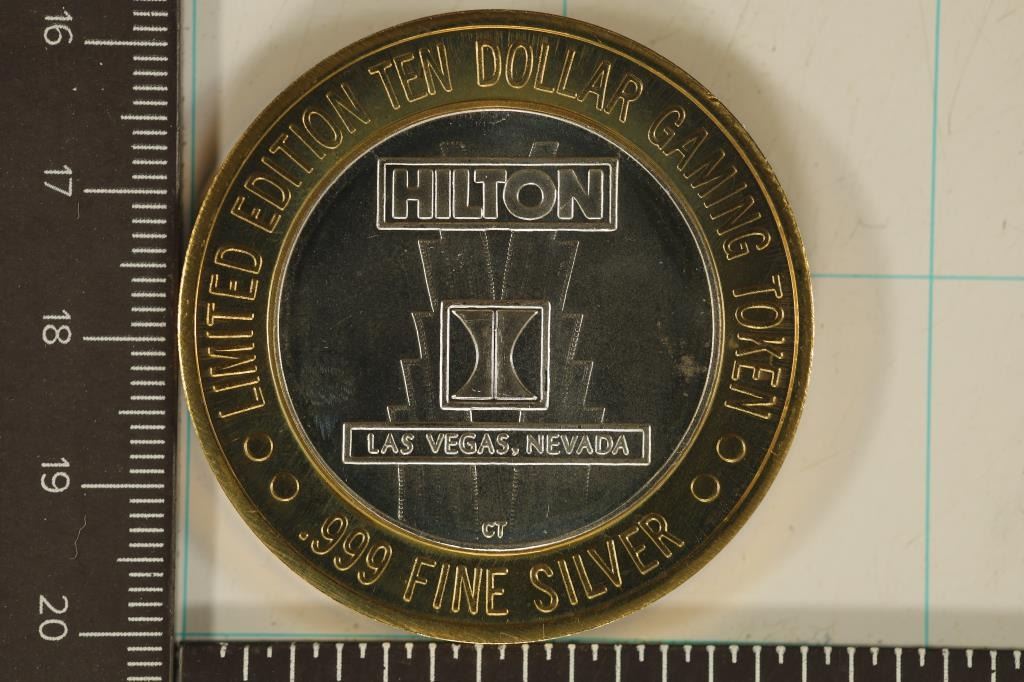 LIMITED EDITION TEN DOLLAR GAMING TOKEN
HILTON
LAS VEGAS, NEVADA
CT
.999 FINE SILVER
16
17
18
19
20